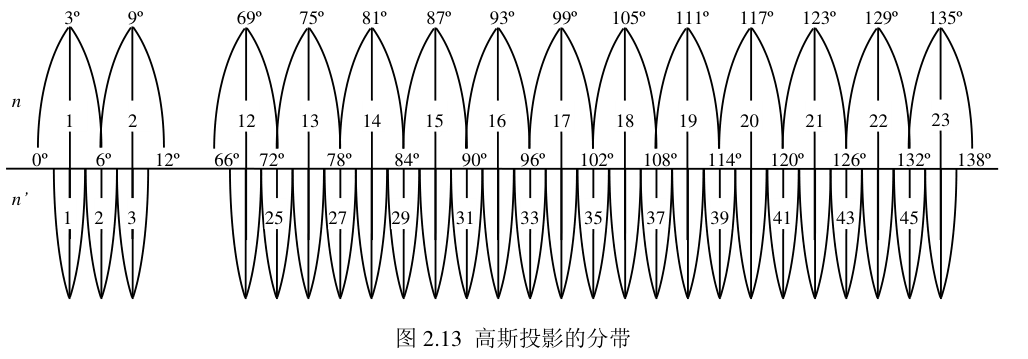 3º 9º 69º 75º 81º 87º 93º 99º 105º 111º 117º 123º 129º 135º
n
1 2 12 13 14 15 16 17 18 19 20 21 22 23
0º 6º 12º 66º 72º 78º 84º 90º 96º 102º 108º 114º 120º 126º 132º 138º
n'
1 2 3 25 27 29 31 33 35 37 39 41 43 45
图 2.13 高斯投影的分带